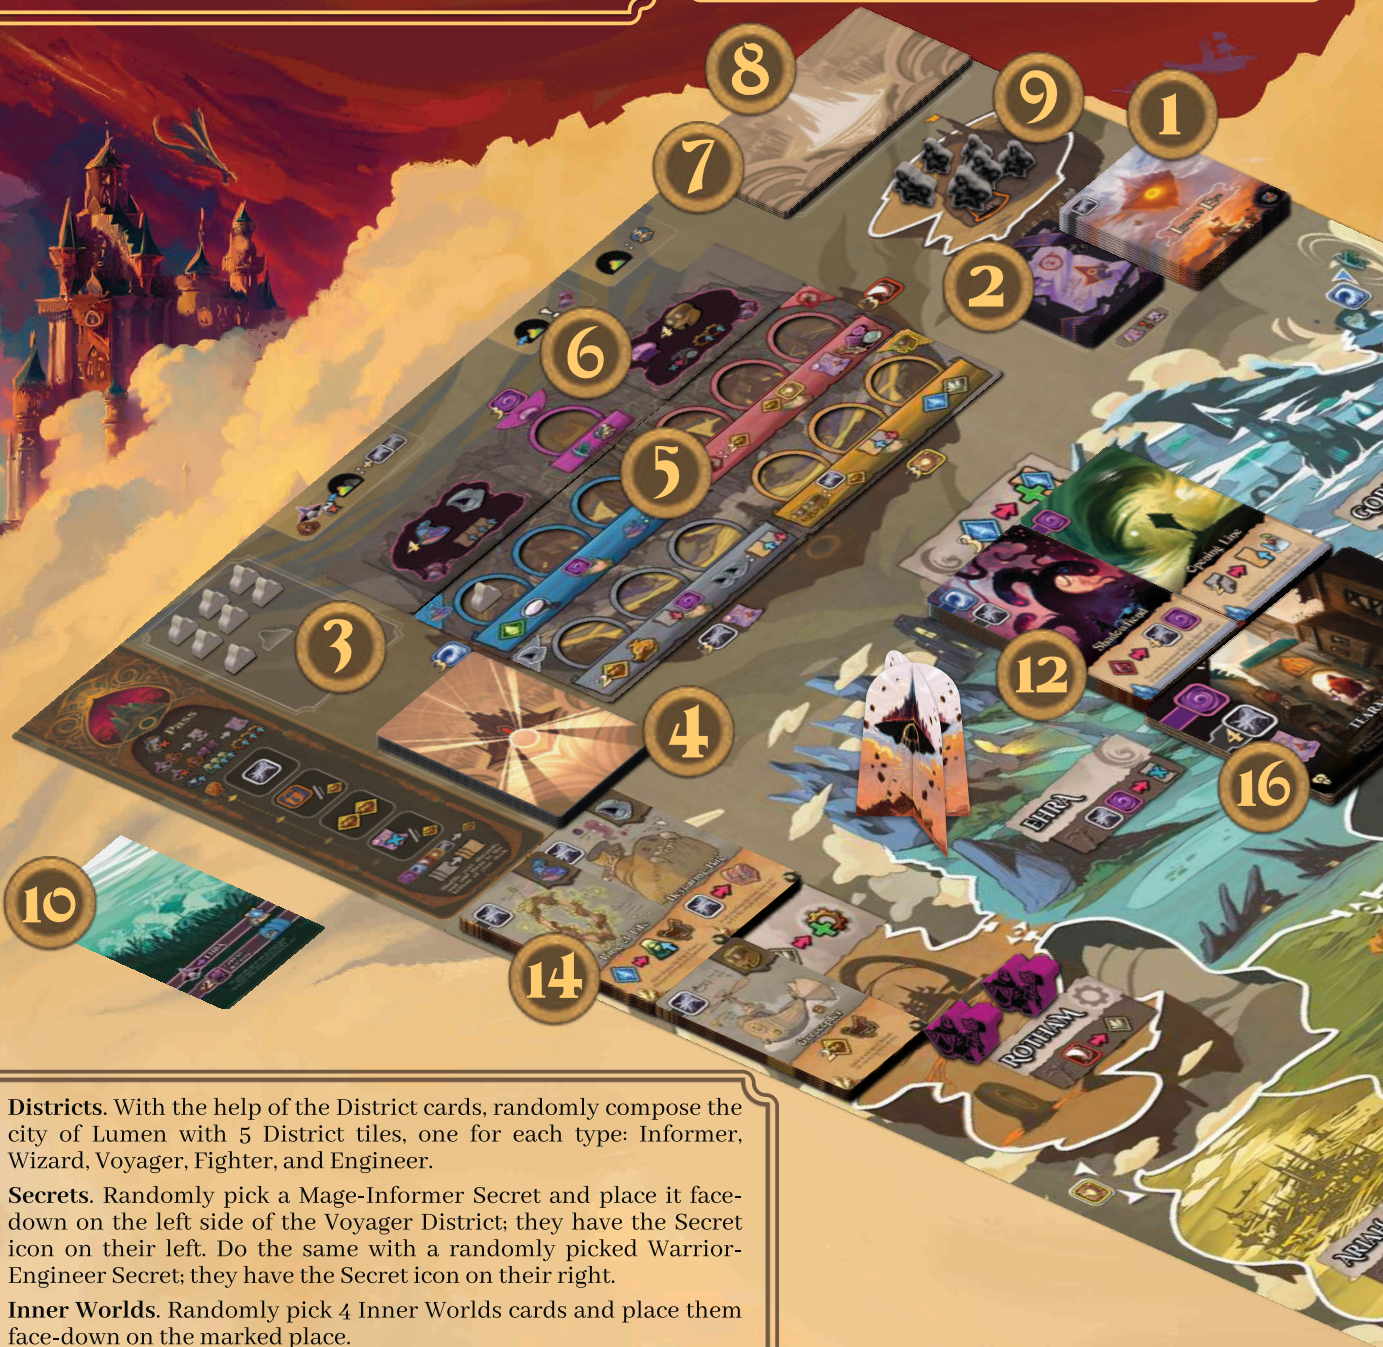 8
9
1
7
2
6
5
3
Pass
4
12
EHRA
16
10
14
ROTHAM
ARIAH
Districts. With the help of the District cards, randomly compose the
city of Lumen with 5 District tiles, one for each type: Informer,
Wizard, Voyager, Fighter, and Engineer.
Secrets. Randomly pick a Mage-Informer Secret and place it face-
down on the left side of the Voyager District; they have the Secret
icon on their left. Do the same with a randomly picked Warrior-
Engineer Secret; they have the Secret icon on their right.
Inner Worlds. Randomly pick 4 Inner Worlds cards and place them
face-down on the marked place.